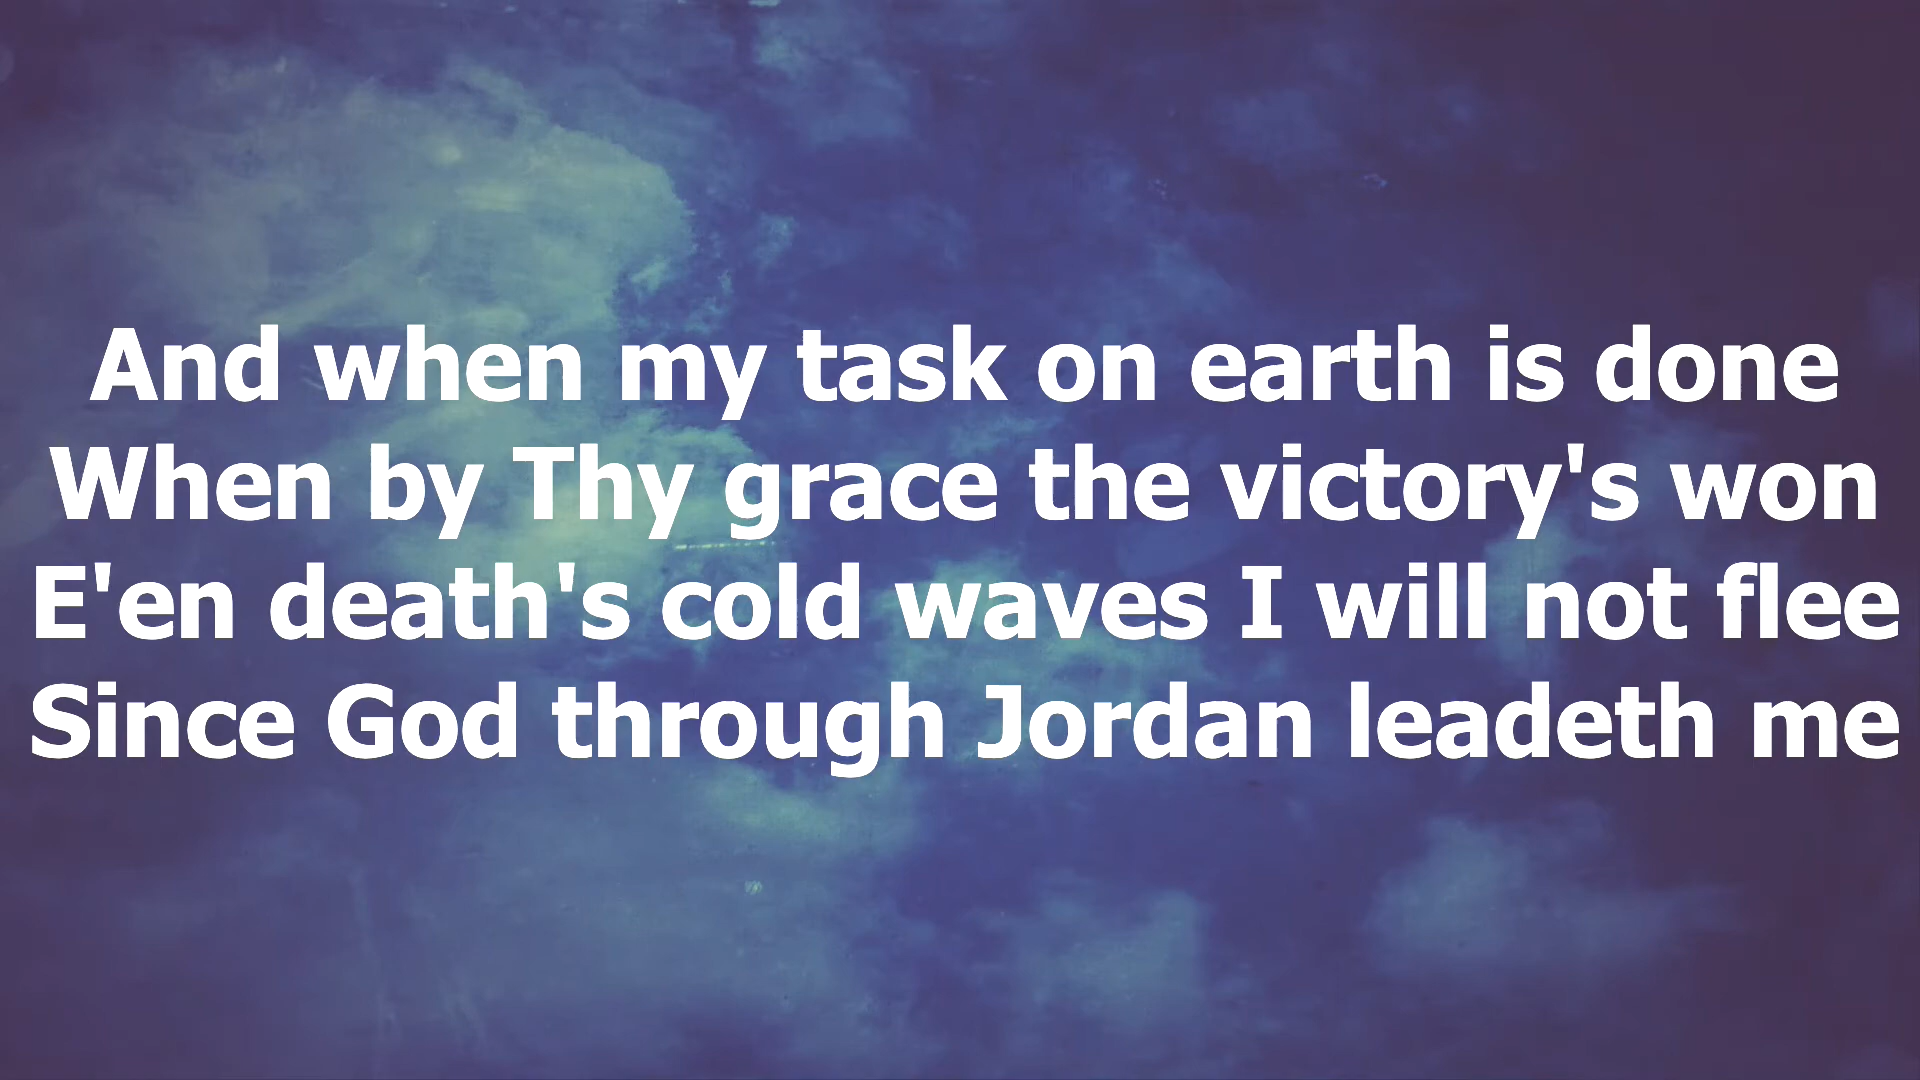 And when my task on earth is done
When by Thy grace the victory's won
E'en death's cold waves I will not flee
Since God through Jordan leadeth me